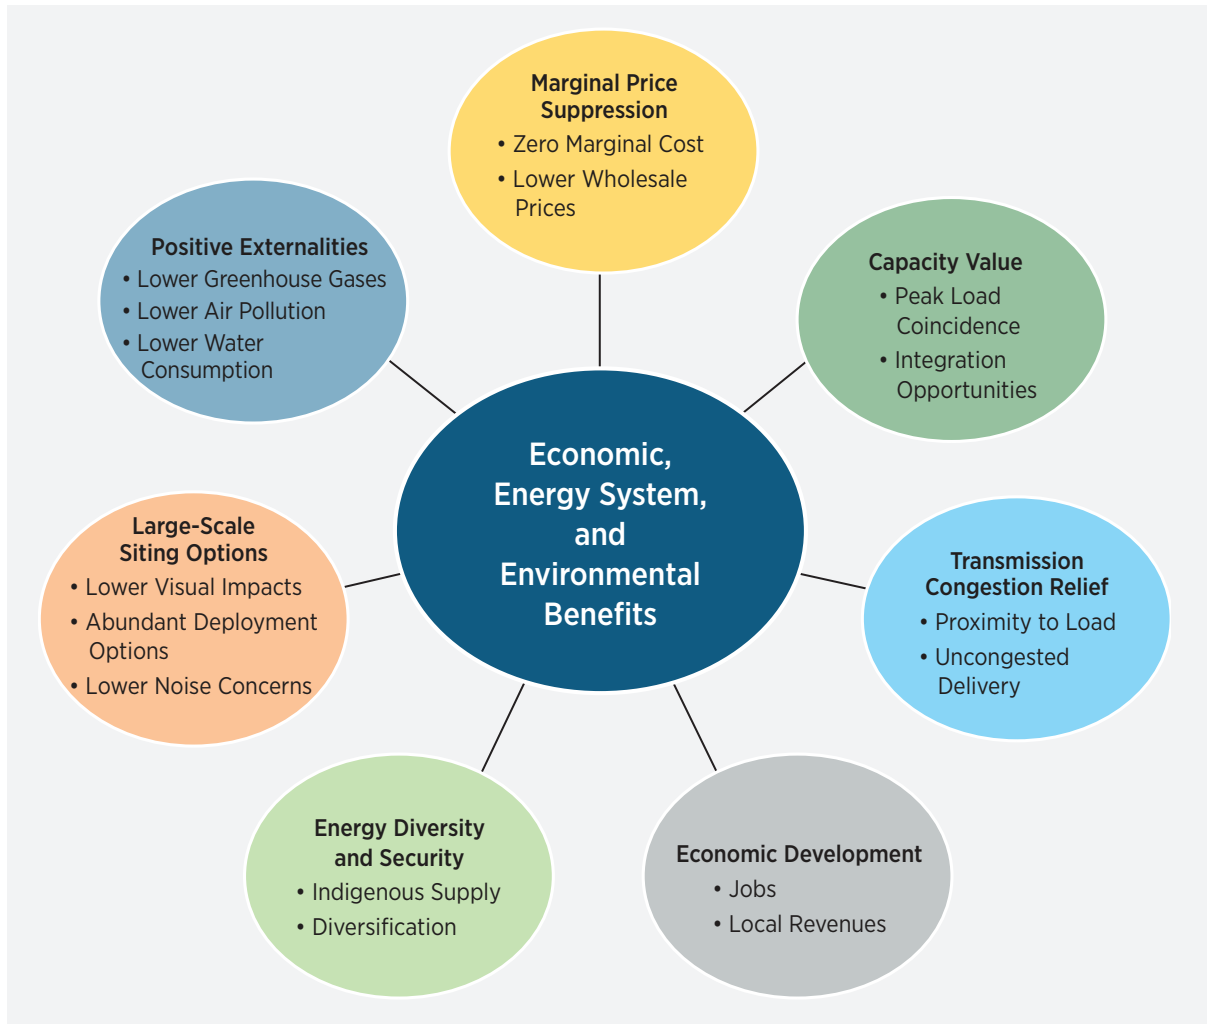 Marginal Price
Suppression
• Zero Marginal Cost
• Lower Wholesale
Prices
Positive Externalities
• Lower Greenhouse Gases
• Lower Air Pollution
• Lower Water
Consumption
Capacity Value
• Peak Load
Coincidence
• Integration
Opportunities
Economic,
Energy System,
and
Environmental
Benefits
Large-Scale
Siting Options
• Lower Visual Impacts
• Abundant Deployment
Options
• Lower Noise Concerns
Transmission
Congestion Relief
• Proximity to Load
• Uncongested
Delivery
Energy Diversity
and Security
• Indigenous Supply
• Diversification
Economic Development
• Jobs
• Local Revenues